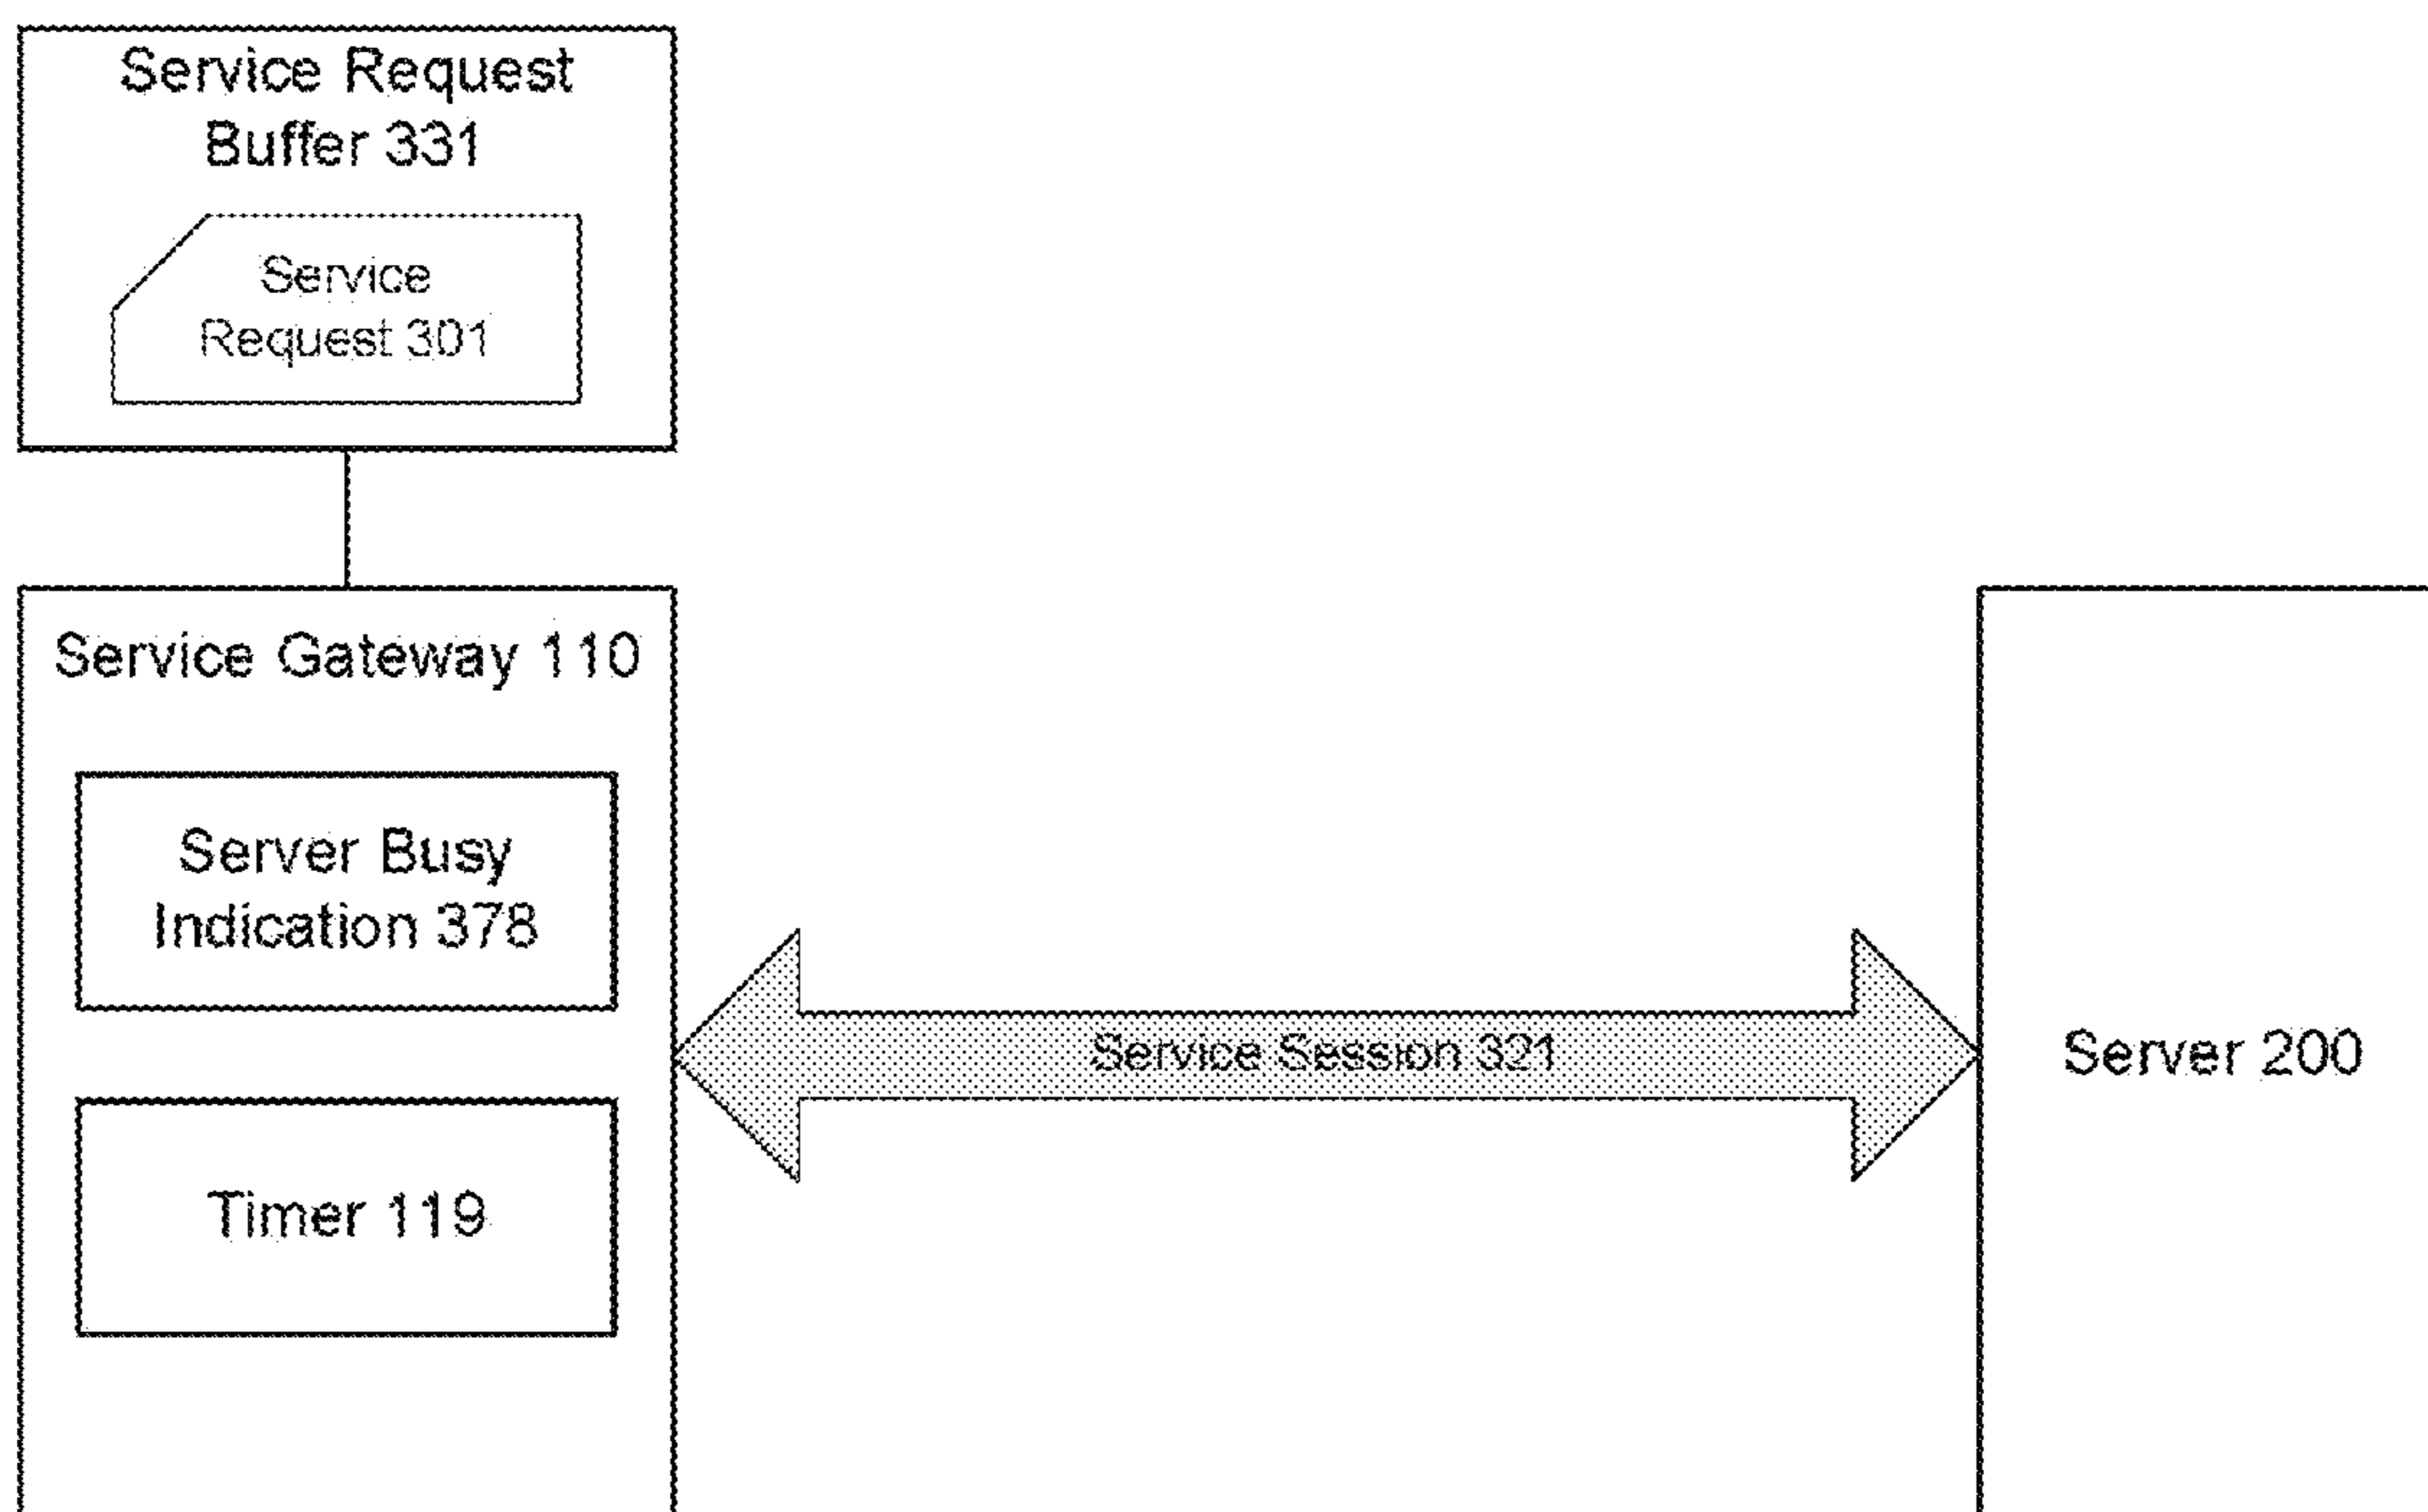 Service Request
Buffer 331
Service
Request 301
Service Gateway 110
Server Busy
Indication 378
Timer 119
Service Session 321
Server 200